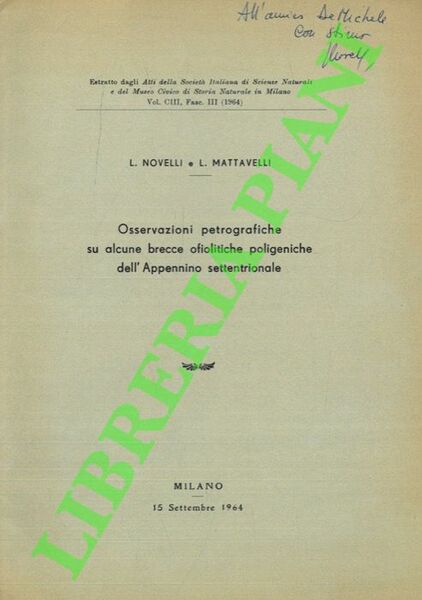 All'amico De Michele
Con stima
Novelli
Estratto dagli Atti della Società Italiana di Scienze Naturali
e del Museo Civico di Storia Naturale in Milano
Vol. CIII, Fasc. III (1964)
L. NOVELLI e L. MATTAVELLI
Osservazioni petrografiche
su alcune brecce ofiolitiche poligeniche
dell'Appennino settentrionale
MILANO
15 Settembre 1964
LIBRERIA PIANI